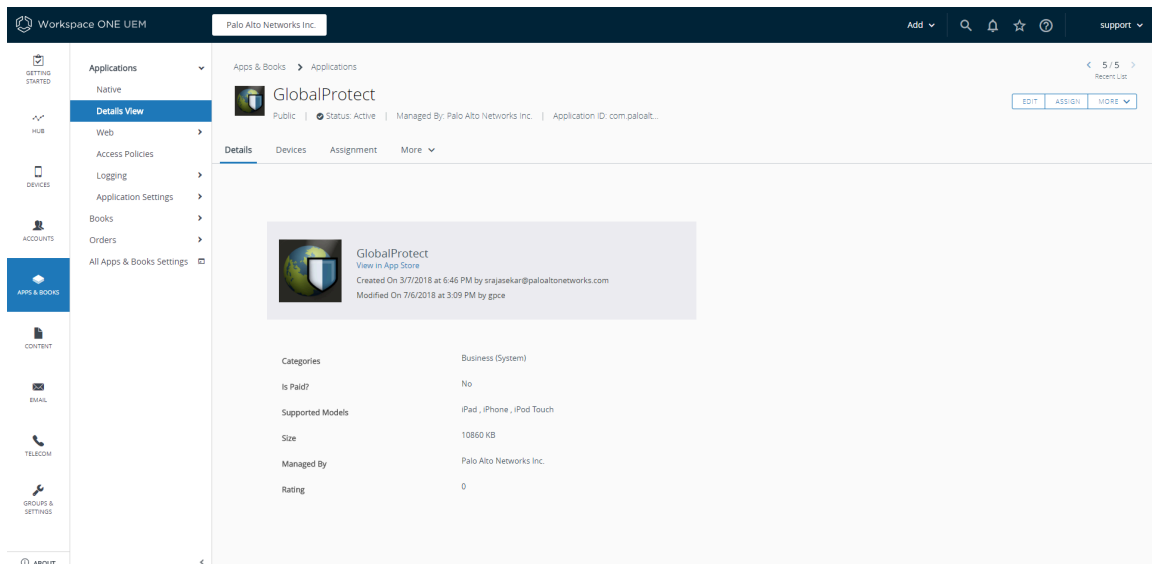 Workspace ONE UEM
Palo Alto Networks Inc.
Add
support
GETTING
STARTED
HUB
DEVICES
ACCOUNTS
APPS & BOOKS
CONTENT
EMAIL
TELECOM
GROUPS &
SETTINGS
ABOUT
Applications
Native
Details View
Web
Access Policies
Logging
Application Settings
Books
Orders
All Apps & Books Settings
Apps & Books > Applications
5 / 5
Recent List
GlobalProtect
Public | Status: Active | Managed By: Palo Alto Networks Inc. | Application ID: com.paloalt...
EDIT ASSIGN MORE
Details Devices Assignment More
GlobalProtect
View in App Store
Created On 3/7/2018 at 6:46 PM by srajasekar@paloaltonetworks.com
Modified On 7/6/2018 at 3:09 PM by gpce
Categories Business (System)
Is Paid? No
Supported Models iPad , iPhone , iPod Touch
Size 10860 KB
Managed By Palo Alto Networks Inc.
Rating 0